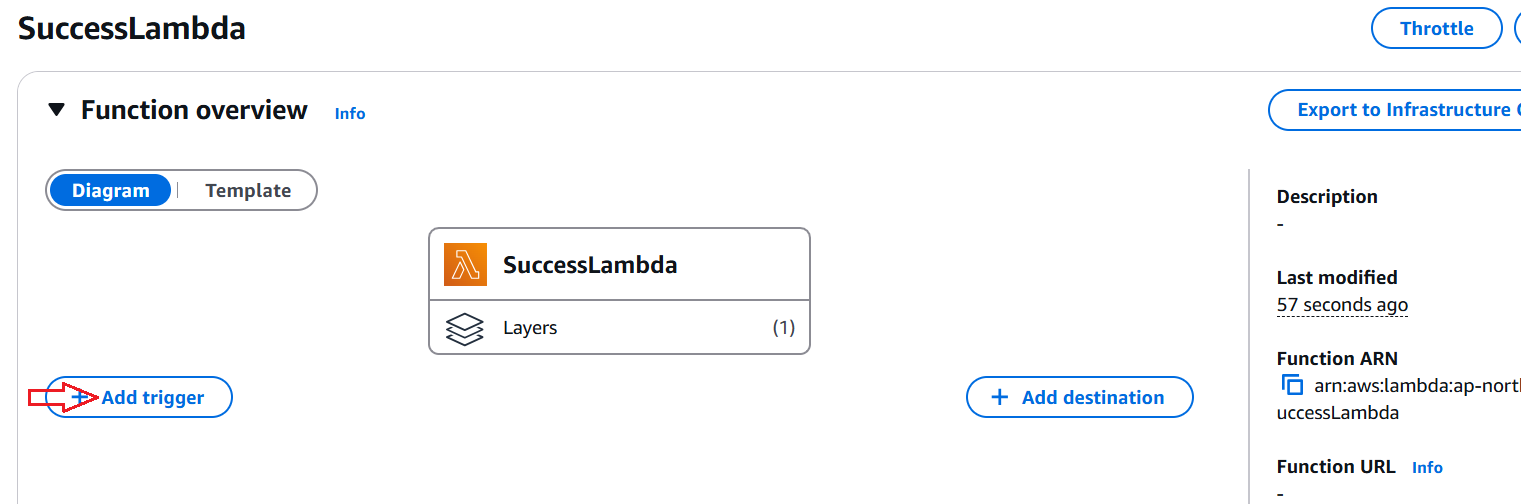 SuccessLambda
Throttle
Function overview Info
Export to Infrastructure
Diagram Template
SuccessLambda
Layers (1)
Add trigger
Add destination
Description
-
Last modified
57 seconds ago
Function ARN
arn:aws:lambda:ap-nort
uccessLambda
Function URL Info
-